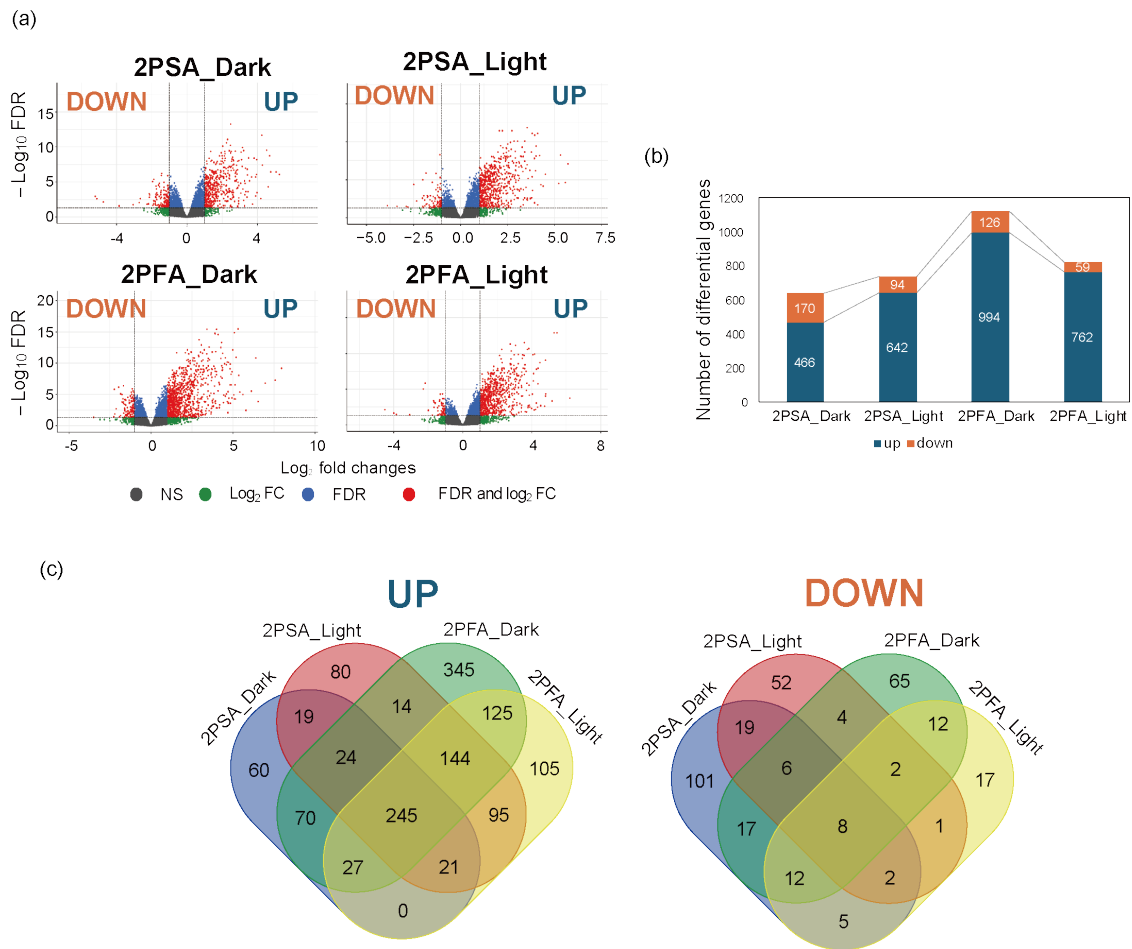 (a)
2PSA_Dark
2PSA_Light
DOWN
UP
DOWN
UP
− Log10 FDR
15
10
5
0
-4
0
4
−5.0
−2.5
0.0
2.5
5.0
7.5
2PFA_Dark
2PFA_Light
DOWN
UP
DOWN
UP
− Log10 FDR
20
15
10
5
0
-5
0
5
10
-4
0
4
8
Log2 fold changes
NS
Log2 FC
FDR
FDR and log2 FC
(b)
Number of differential genes
1200
1000
800
600
400
200
0
170
466
94
642
126
994
59
762
2PSA_Dark
2PSA_Light
2PFA_Dark
2PFA_Light
up
down
(c)
UP
2PSA_Light
2PFA_Dark
2PSA_Dark
2PFA_Light
80
345
19
14
125
60
24
144
105
70
245
95
27
21
0
DOWN
2PSA_Light
2PFA_Dark
2PSA_Dark
2PFA_Light
52
65
19
4
12
101
6
2
17
17
8
1
12
2
5